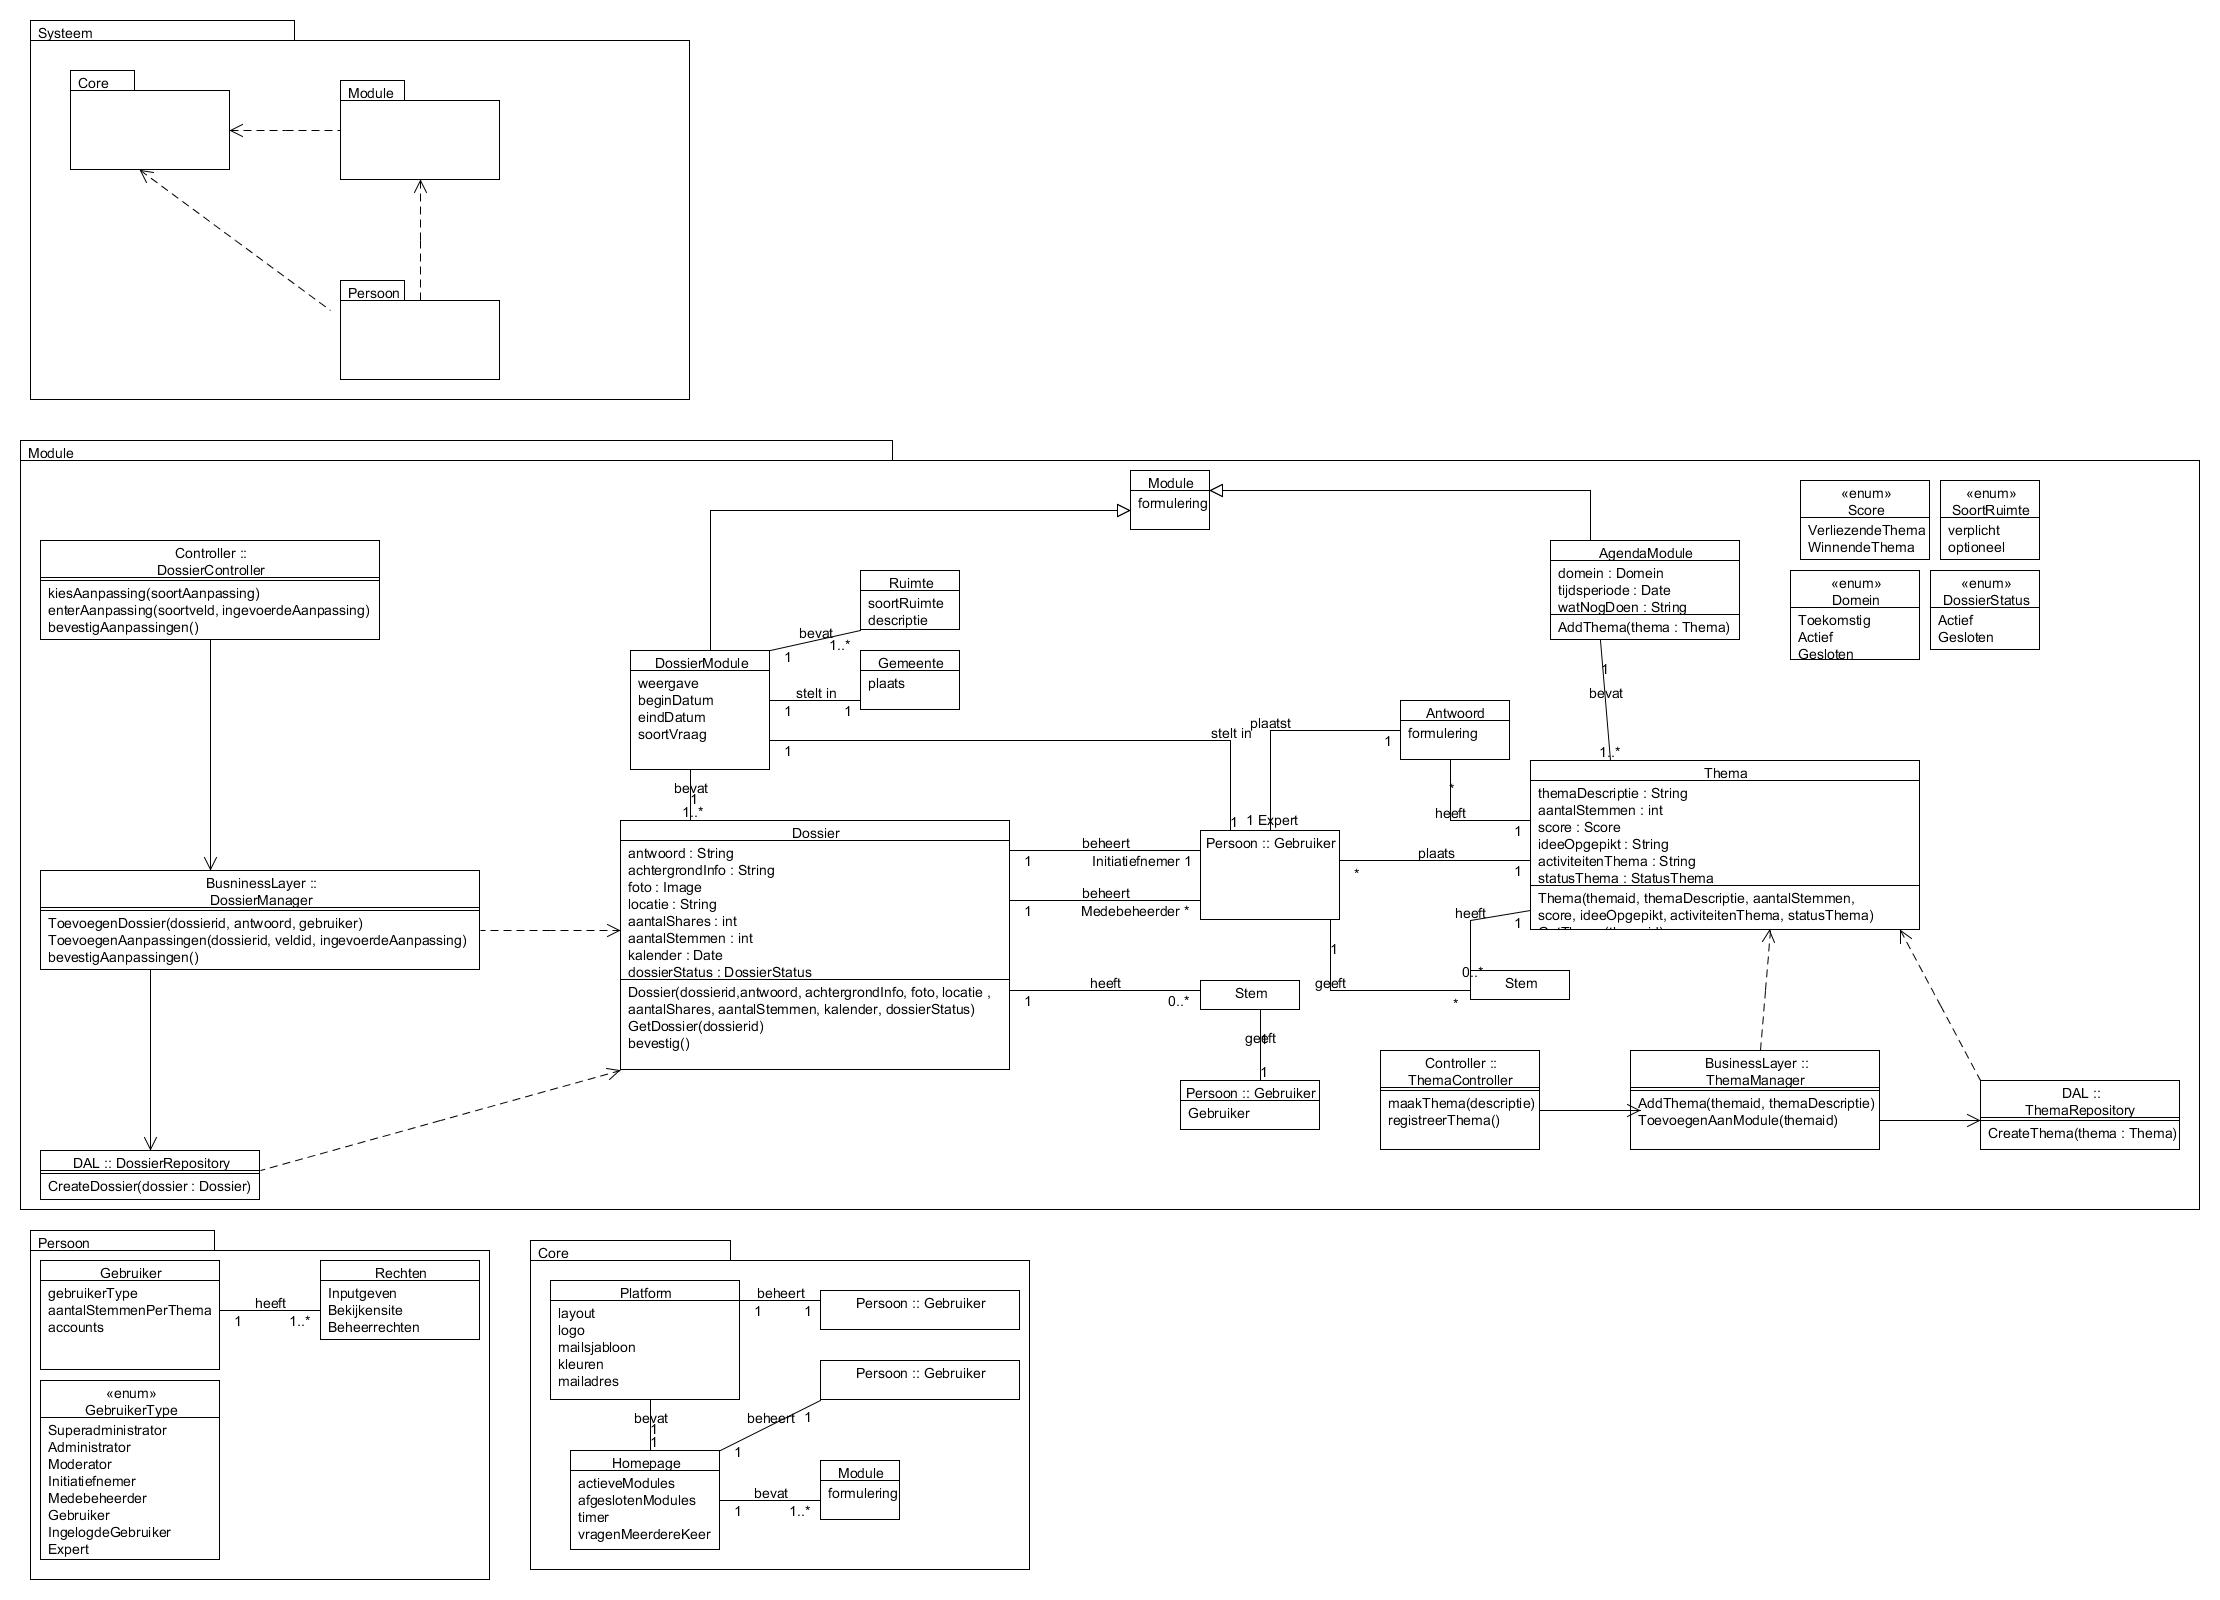 Systeem
Core
Module
Persoon
Module
Module
formulering
«enum»
Score
VerliezendeThema
WinnendeThema
«enum»
SoortRuimte
verplicht
optioneel
«enum»
Domein
Toekomstig
Actief
Gesloten
«enum»
DossierStatus
Actief
Gesloten
Controller ::
DossierController
kiesAanpassing(soortAanpassing)
enterAanpassing(soortveld, ingevoerdeAanpassing)
bevestigAanpassingen()
Ruimte
soortRuimte
descriptie
bevat
1
1..*
AgendaModule
domein : Domein
tijdsperiode : Date
watNogDoen : String
AddThema(thema : Thema)
DossierModule
weergave
beginDatum
eindDatum
soortVraag
Gemeente
plaats
stelt in
1
1
1
bevat
1..*
stelt in
1
1
plaatst
1
1 Expert
Antwoord
formulering
*
heeft
1
bevat
1
1..*
Thema
themaDescriptie : String
aantalStemmen : int
score : Score
ideeOpgepikt : String
activiteitenThema : String
statusThema : StatusThema
Thema(themaid, themaDescriptie, aantalStemmen,
score, ideeOpgepikt, activiteitenThema, statusThema)
Dossier
antwoord : String
achtergrondInfo : String
foto : Image
locatie : String
aantalShares : int
aantalStemmen : int
kalender : Date
dossierStatus : DossierStatus
Dossier(dossierid,antwoord, achtergrondInfo, foto, locatie ,
aantalShares, aantalStemmen, kalender, dossierStatus)
GetDossier(dossierid)
bevestig()
beheert
1
Initiatiefnemer 1
beheert
1
Medebeheerder *
Persoon :: Gebruiker
plaats
*
1
heeft
1
0..*
1
geeft
*
Stem
heeft
1
0..*
Stem
geeft
1
1
Persoon :: Gebruiker
Gebruiker
BusninessLayer ::
DossierManager
ToevoegenDossier(dossierid, antwoord, gebruiker)
ToevoegenAanpassingen(dossierid, veldid, ingevoerdeAanpassing)
bevestigAanpassingen()
Controller ::
ThemaController
maakThema(descriptie)
registreerThema()
BusinessLayer ::
ThemaManager
AddThema(themaid, themaDescriptie)
ToevoegenAanModule(themaid)
DAL ::
ThemaRepository
CreateThema(thema : Thema)
DAL :: DossierRepository
CreateDossier(dossier : Dossier)
Persoon
Gebruiker
gebruikerType
aantalStemmenPerThema
accounts
heeft
1
1..*
Rechten
Inputgeven
Bekijkensite
Beheerrechten
«enum»
GebruikerType
Superadministrator
Administrator
Moderator
Initiatiefnemer
Medebeheerder
Gebruiker
IngelogdeGebruiker
Expert
Core
Platform
layout
logo
mailsjabloon
kleuren
mailadres
beheert
1
1
Persoon :: Gebruiker
Persoon :: Gebruiker
bevat
1
1
beheert
1
1
Homepage
actieveModules
afgeslotenModules
timer
vragenMeerdereKeer
bevat
1
1..*
Module
formulering